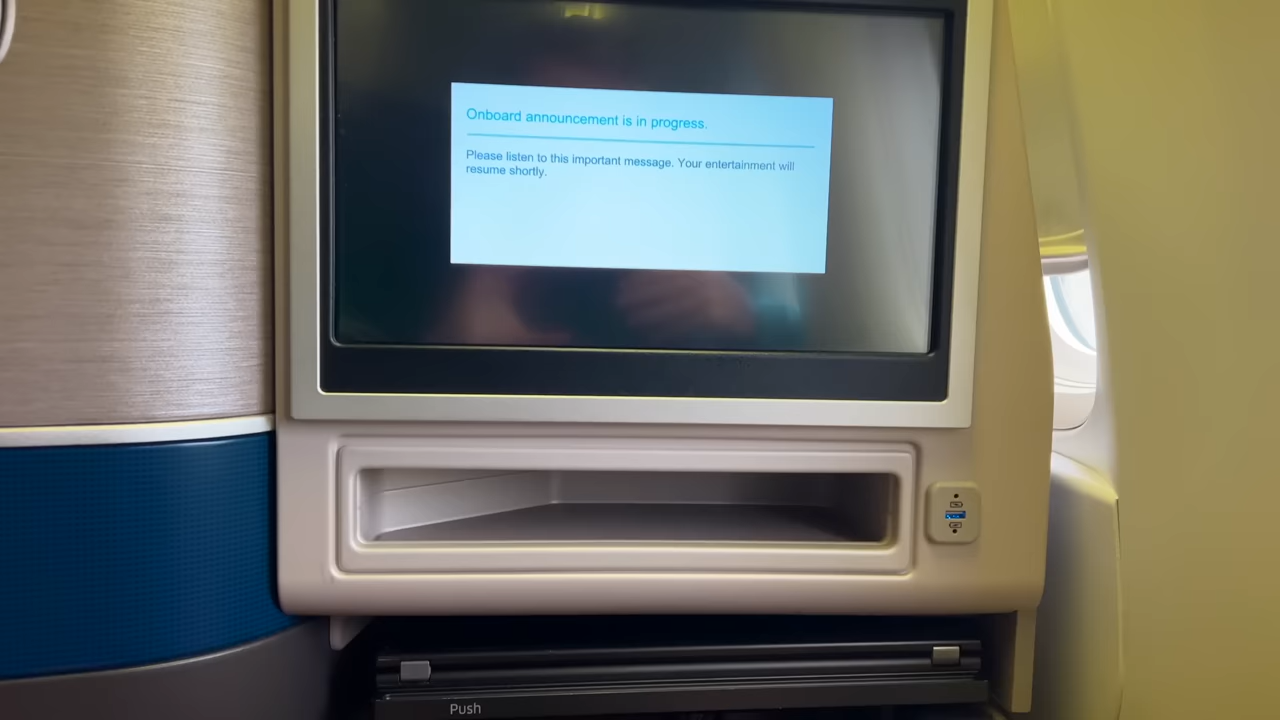 Onboard announcement is in progress.
Please listen to this important message. Your entertainment will
resume shortly.
Push